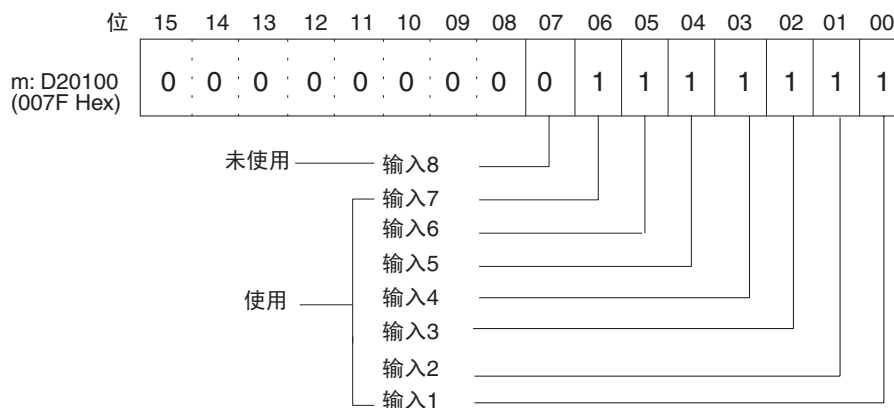 位 15 14 13 12 11 10 09 08 07 06 05 04 03 02 01 00
m: D20100 0 0 0 0 0 0 0 0 0 1 1 1 1 1 1 1
(007F Hex)
未使用 输入8
输入7
输入6
输入5
使用 输入4
输入3
输入2
输入1